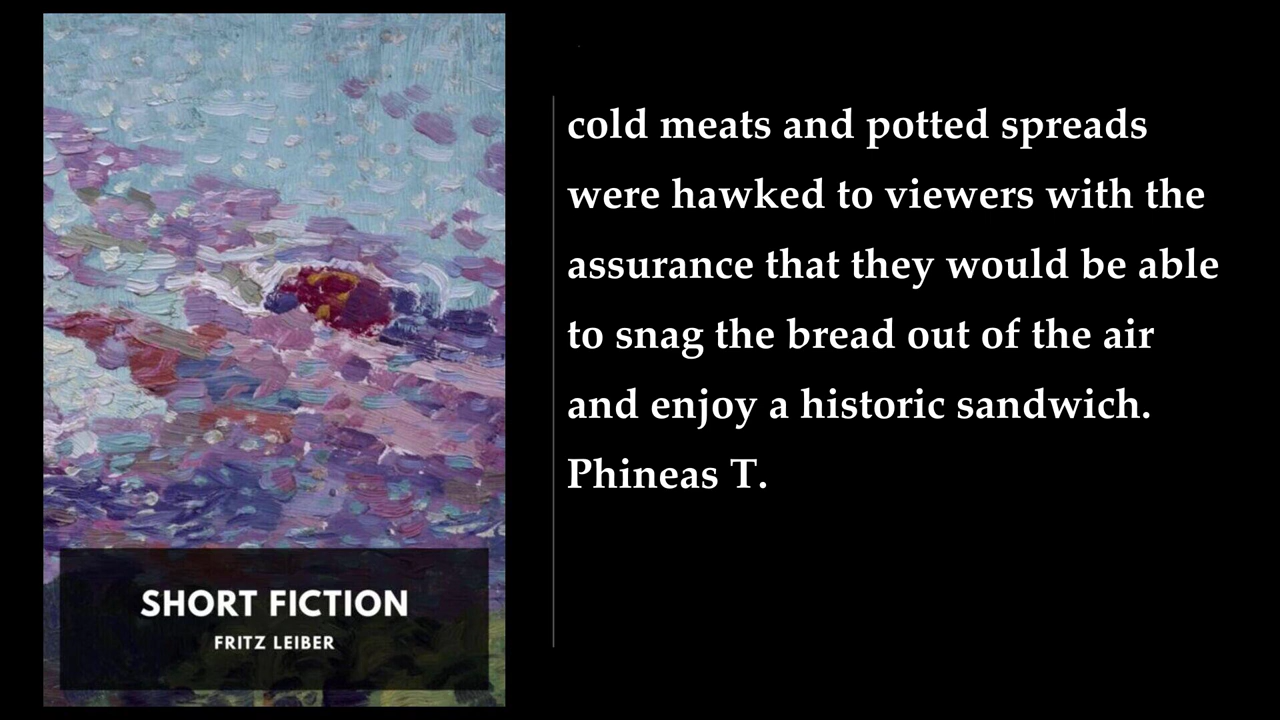 SHORT FICTION
FRITZ LEIBER
cold meats and potted spreads
were hawked to viewers with the
assurance that they would be able
to snag the bread out of the air
and enjoy a historic sandwich.
Phineas T.